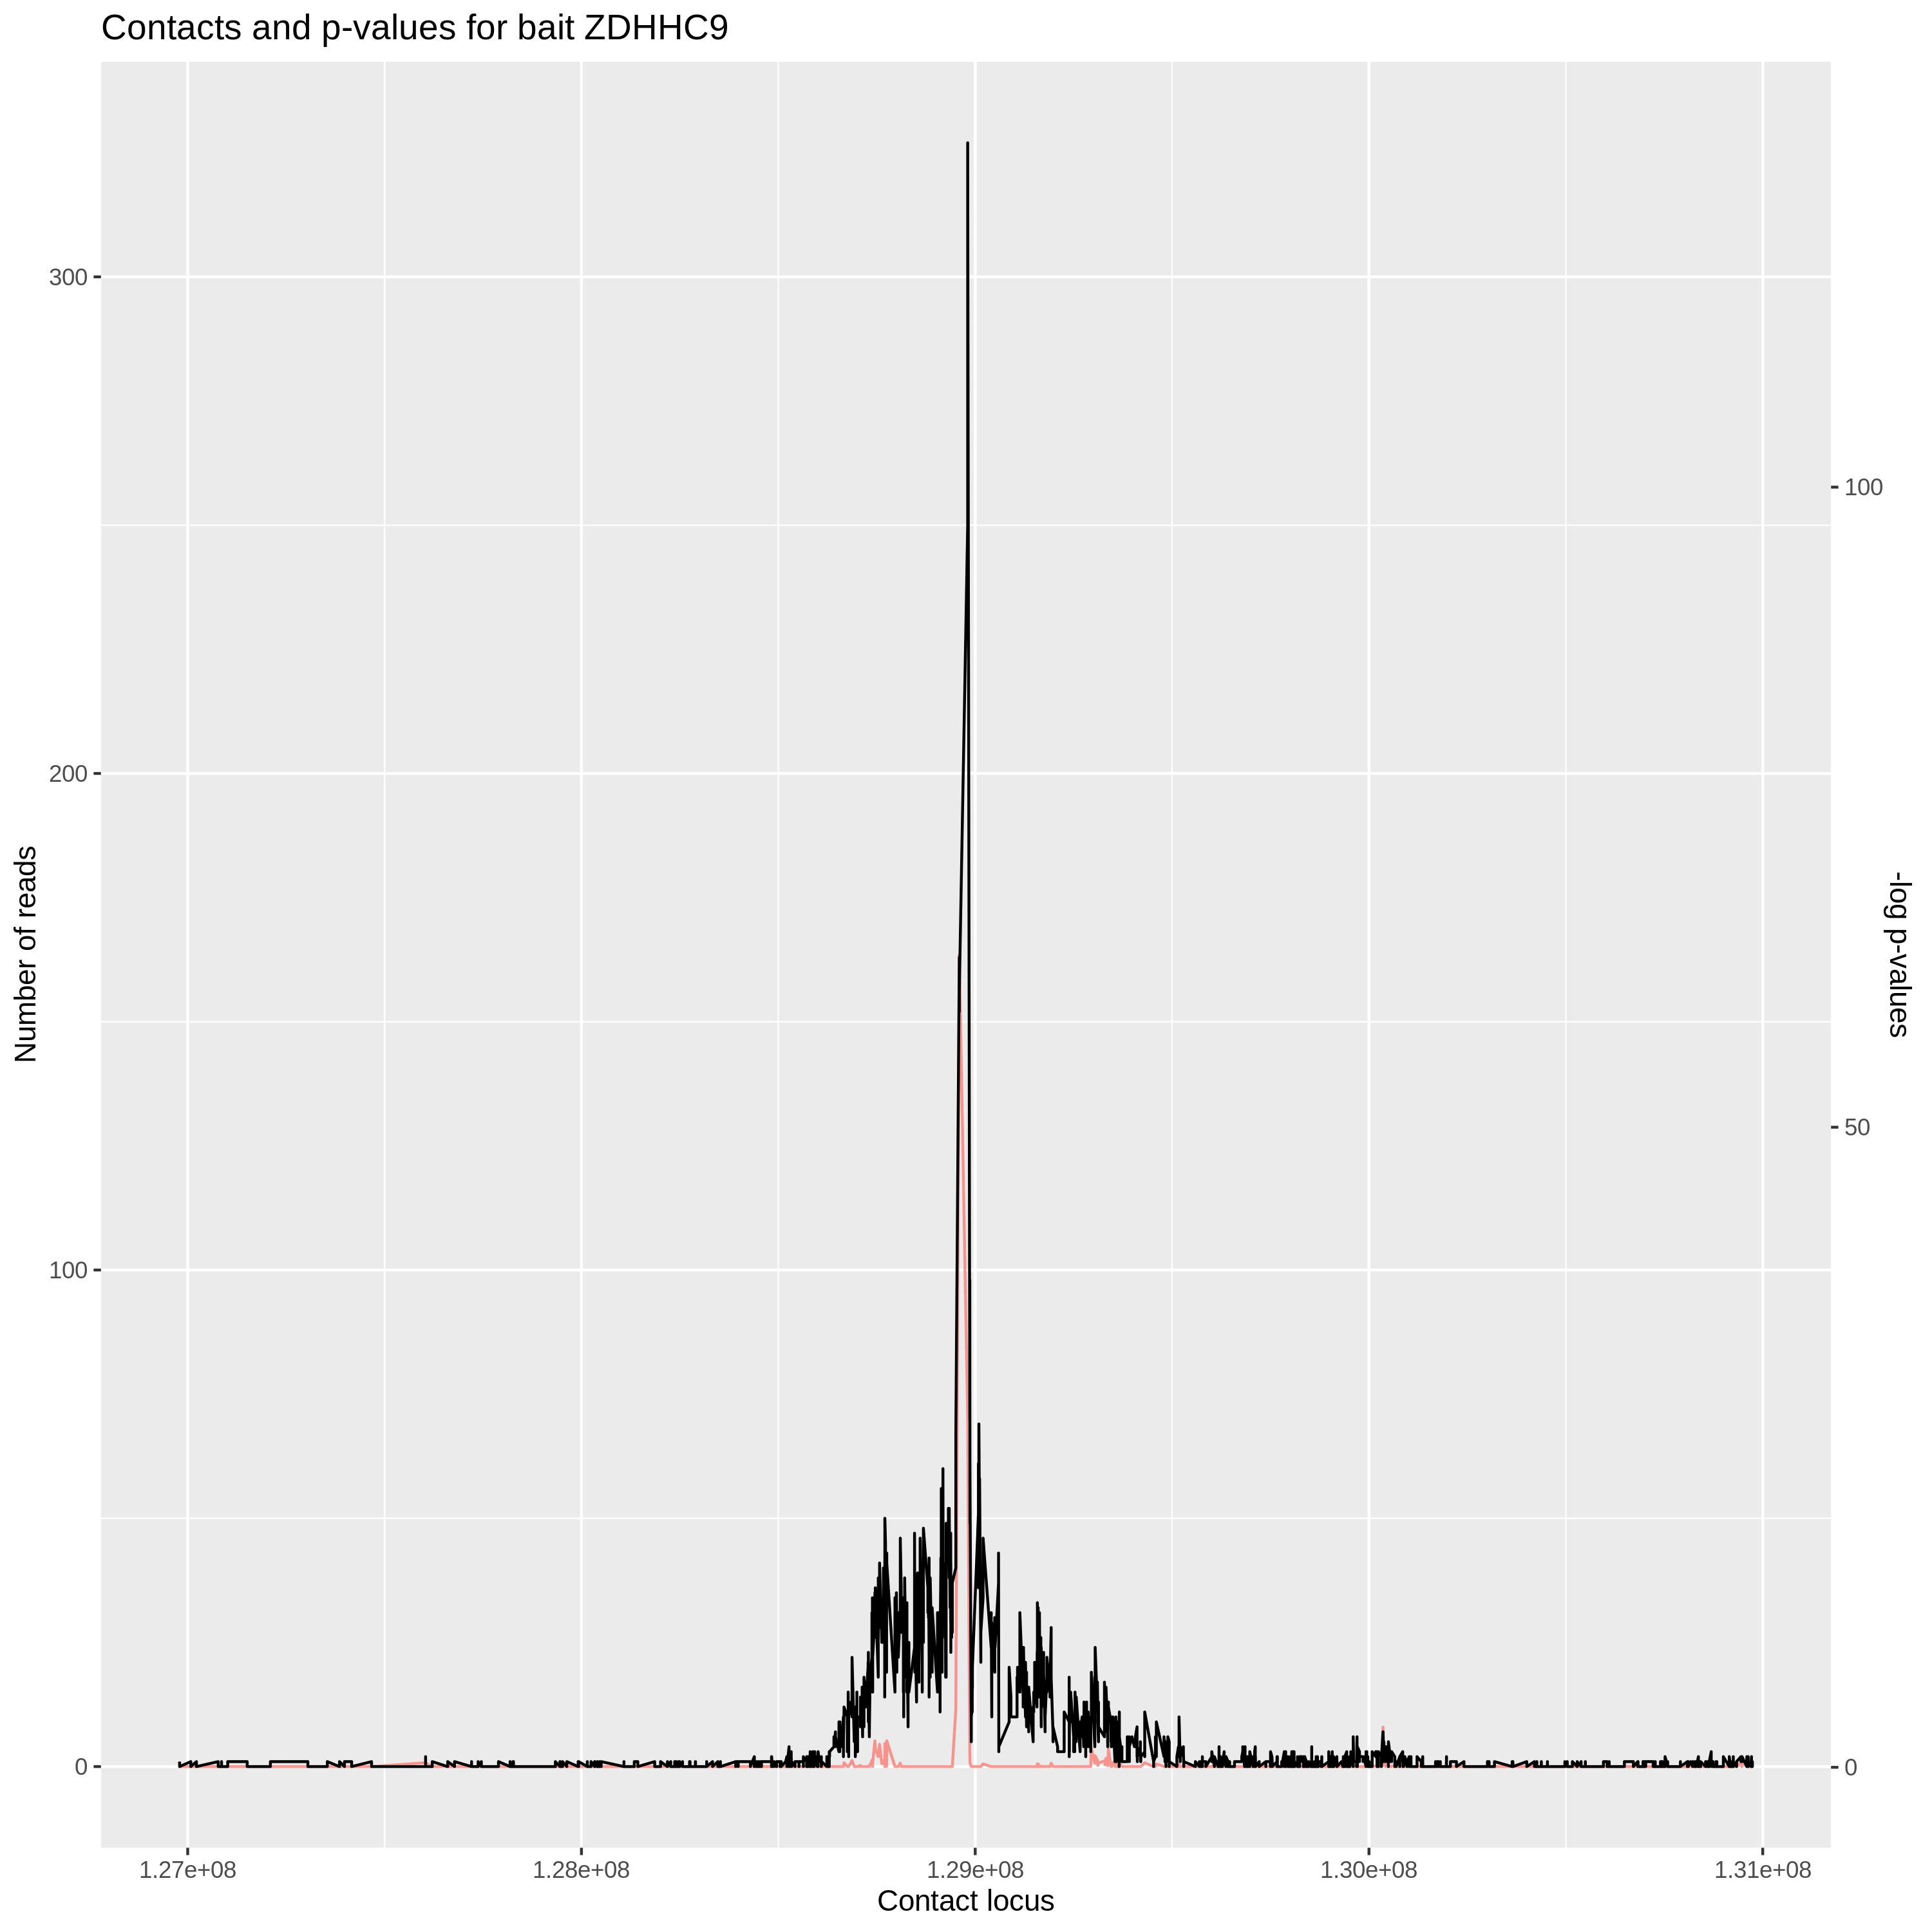 Contacts and p-values for bait ZDHHC9
300
200
100
0
Number of reads
100
50
0
-log p-values
1.27e+08
1.28e+08
1.29e+08
1.30e+08
1.31e+08
Contact locus